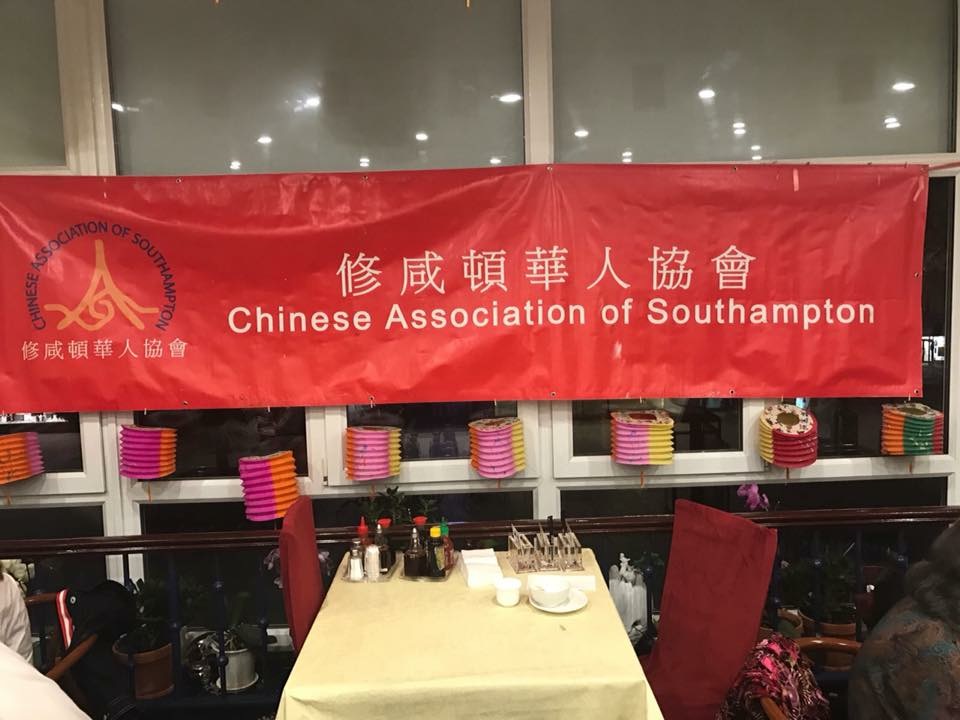 CHINESE ASSOCIATION OF SOUTHAMPTON
修咸頓華人協會
修咸頓華人協會
Chinese Association of Southampton